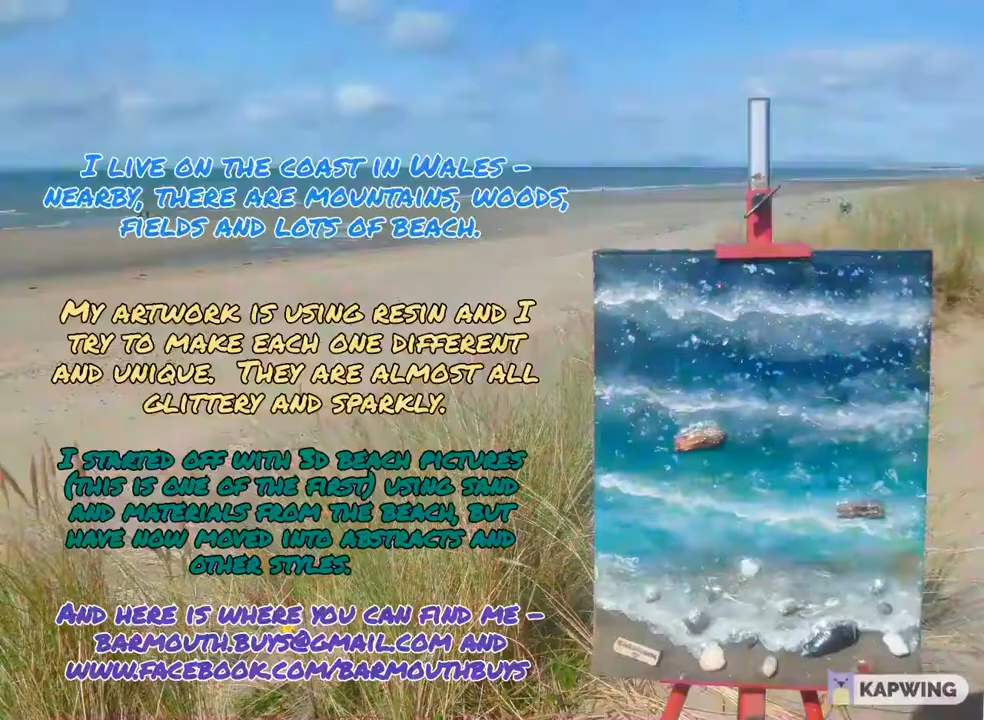 I LIVE ON THE COAST IN WALES -
NEARBY, THERE ARE MOUNTAINS, WOODS,
FIELDS AND LOTS OF BEACH.
MY ARTWORK IS USING RESIN AND I
TRY TO MAKE EACH ONE DIFFERENT
AND UNIQUE. THEY ARE ALMOST ALL
GLITTERY AND SPARKLY.
I STARTED OFF WITH 3D BEACH PICTURES
(THIS IS ONE OF THE FIRST) USING SAND
AND MATERIALS FROM THE BEACH, BUT
HAVE NOW MOVED INTO ABSTRACTS AND
OTHER STYLES.
AND HERE IS WHERE YOU CAN FIND ME -
BARMOUTH.BUYS@GMAIL.COM AND
WWW.FACEBOOK.COM/BARMOUTHBUYS
KAPWING